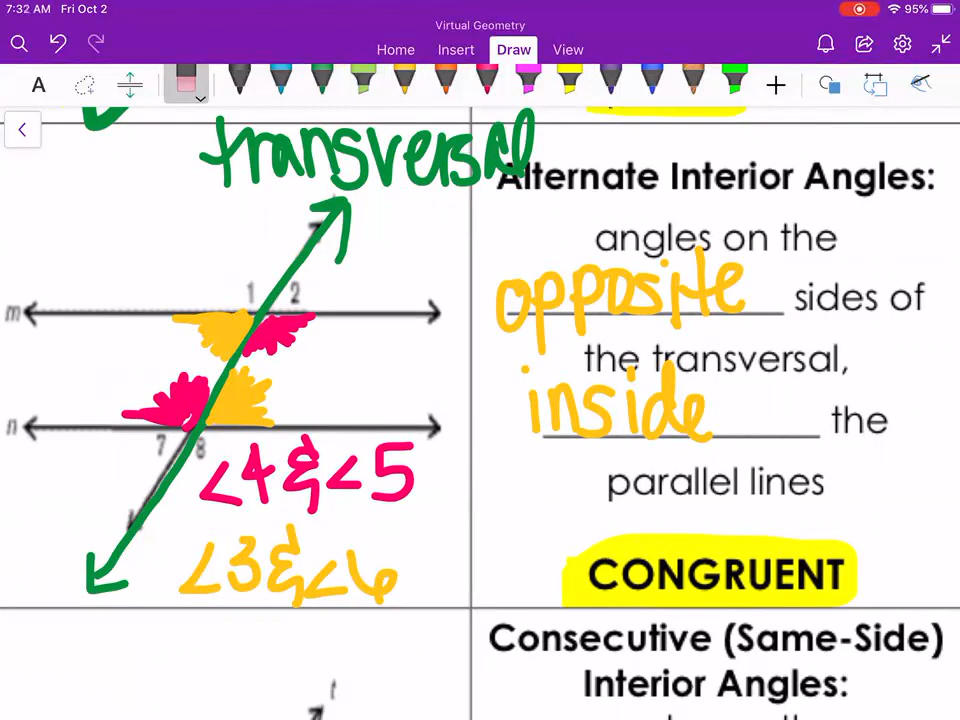 7:32 AM Fri Oct 2
95%
Virtual Geometry
Home Insert Draw View
A
transversal
1 2
m
n
7 8
<4 & <5
<3 & <6
Alternate Interior Angles:
angles on the
opposite sides of
the transversal,
inside the
parallel lines
CONGRUENT
Consecutive (Same-Side)
Interior Angles:
t